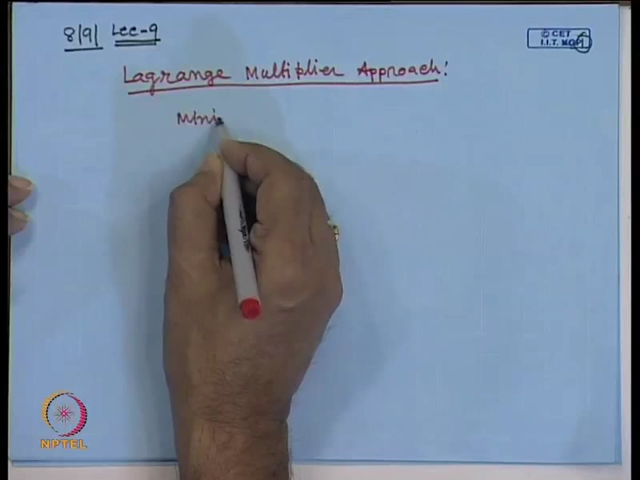 8/9/ Lec-9
© CET
I.I.T. KGP
Lagrange Multiplier Approach:
Mini
NPTEL